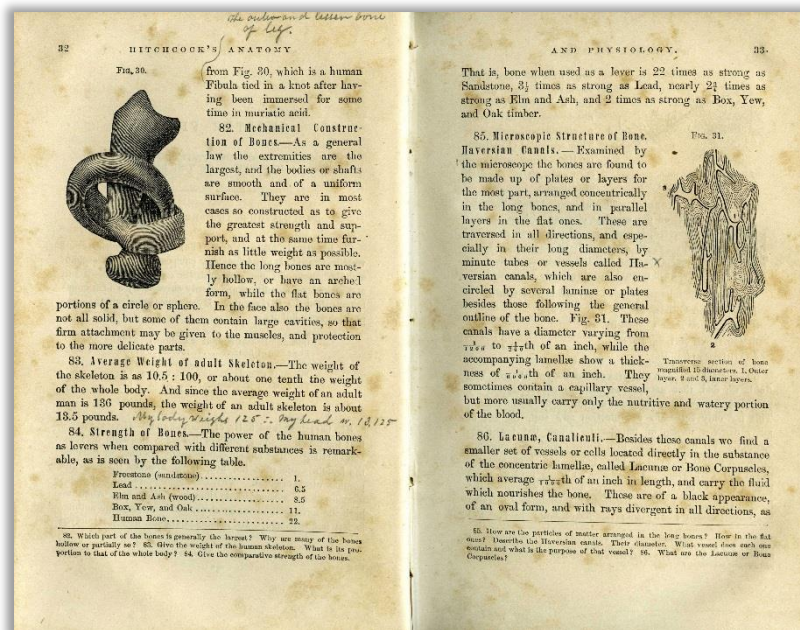 The outer and lesser bone
of leg.
32 HITCHCOCK'S ANATOMY
FIG. 30.
from Fig. 30, which is a human
Fibula tied in a knot after hav-
ing been immersed for some
time in muriatic acid.
82. Mechanical Construc-
tion of Bones.—As a general
law the extremities are the
largest, and the bodies or shafts
are smooth and of a uniform
surface. They are in most
cases so constructed as to give
the greatest strength and sup-
port, and at the same time fur-
nish as little weight as possible.
Hence the long bones are most-
ly hollow, or have an arched
form, while the flat bones are
portions of a circle or sphere. In the face also the bones are
not all solid, but some of them contain large cavities, so that
firm attachment may be given to the muscles, and protection
to the more delicate parts.
83. Average Weight of adult Skeleton.—The weight of
the skeleton is as 10.5 : 100, or about one tenth the weight
of the whole body. And since the average weight of an adult
man is 136 pounds, the weight of an adult skeleton is about
13.5 pounds. My body weighs 125 : my head w. 13,125
84. Strength of Bones.—The power of the human bones
as levers when compared with different substances is remark-
able, as is seen by the following table.
Freestone (sandstone) 1.
Lead 6.5
Elm and Ash (wood) 8.5
Box, Yew, and Oak 11.
Human Bone 22.
82. Which part of the bones is generally the largest? Why are many of the bones
hollow or partially so? 83. Give the weight of the human skeleton. What is its pro-
portion to that of the whole body? 84. Give the comparative strength of the bones.
AND PHYSIOLOGY. 33
That is, bone when used as a lever is 22 times as strong as
Sandstone, 3½ times as strong as Lead, nearly 2¾ times as
strong as Elm and Ash, and 2 times as strong as Box, Yew,
and Oak timber.
85. Microscopic Structure of Bone.
Haversian Canals.—Examined by
the microscope the bones are found to
be made up of plates or layers for
the most part, arranged concentrically
in the long bones, and in parallel
layers in the flat ones. These are
traversed in all directions, and espe-
cially in their long diameters, by
minute tubes or vessels called Ha-
versian canals, which are also en-
circled by several laminæ or plates
besides those following the general
outline of the bone. Fig. 31. These
canals have a diameter varying from
to of an inch, while the
accompanying lamellæ show a thick-
ness of of an inch. They
sometimes contain a capillary vessel,
but more usually carry only the nutritive and watery portion
of the blood.
FIG. 31.
2
Transverse section of bone
magnified 15 diameters. 1. Outer
layer. 2 and 3, inner layers.
86. Lacunæ, Canaliculi.—Besides these canals we find a
smaller set of vessels or cells located directly in the substance
of the concentric lamellæ, called Lacunæ or Bone Corpuscles,
which average of an inch in length, and carry the fluid
which nourishes the bone. These are of a black appearance,
of an oval form, and with rays divergent in all directions, as
85. How are the particles of matter arranged in the long bones? How in the flat
ones? Describe the Haversian canals. Their diameter. What vessel does each one
contain and what is the purpose of that vessel? 86. What are the Lacunæ or Bone
Corpuscles?